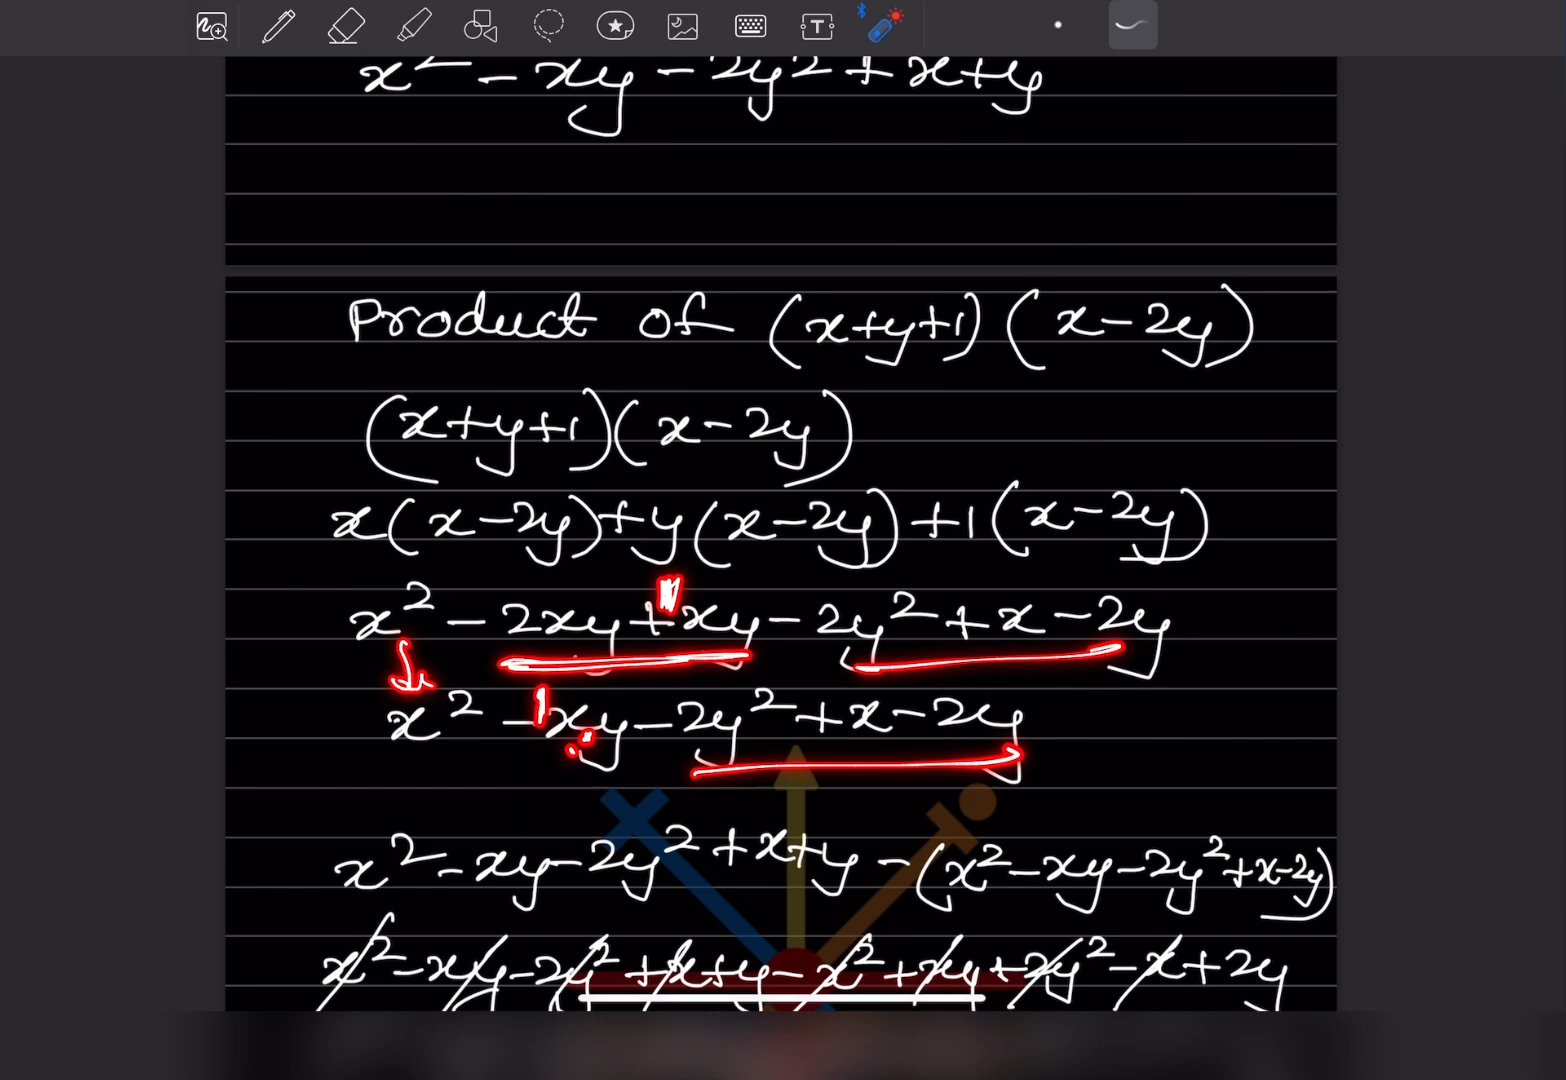 x² - xy - 2y² + x + y
Product of (x+y+1) (x-2y)
(x+y+1)(x-2y)
x(x-2y)+y(x-2y)+1(x-2y)
x² - 2xy + xy - 2y² + x - 2y
x² - xy - 2y² + x - 2y
x² - xy - 2y² + x + y - (x² - xy - 2y² + x - 2y)
x² - xy - 2y² + x + y - x² + xy + 2y² - x + 2y